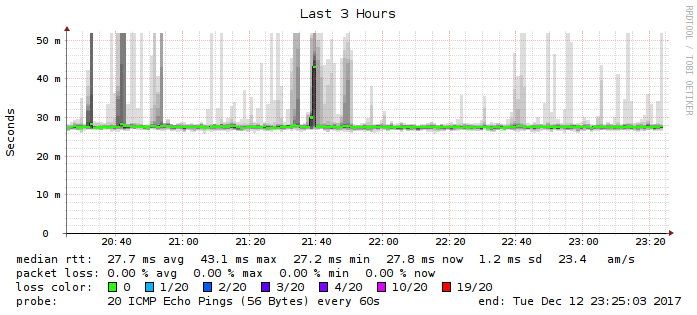 Last 3 Hours
RRDTOOL / TOBI OETIKER
Seconds
50 m
40 m
30 m
20 m
10 m
0
20:40 21:00 21:20 21:40 22:00 22:20 22:40 23:00 23:20
median rtt: 27.7 ms avg 43.1 ms max 27.2 ms min 27.8 ms now 1.2 ms sd 23.4 am/s
packet loss: 0.00 % avg 0.00 % max 0.00 % min 0.00 % now
loss color: 0 1/20 2/20 3/20 4/20 10/20 19/20
probe: 20 ICMP Echo Pings (56 Bytes) every 60s end: Tue Dec 12 23:25:03 2017